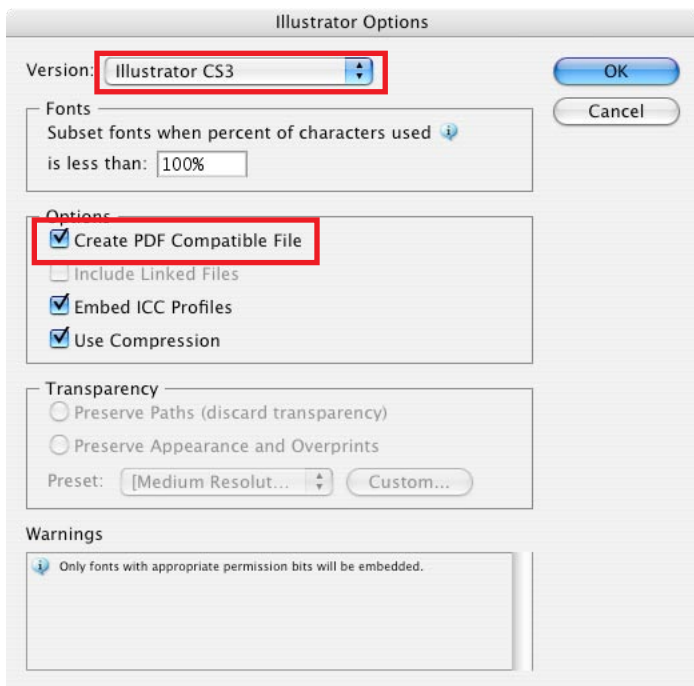 Illustrator Options
Version: Illustrator CS3
OK
Cancel
Fonts
Subset fonts when percent of characters used
is less than: 100%
Options
Create PDF Compatible File
Include Linked Files
Embed ICC Profiles
Use Compression
Transparency
Preserve Paths (discard transparency)
Preserve Appearance and Overprints
Preset: [Medium Resolut... Custom...
Warnings
Only fonts with appropriate permission bits will be embedded.